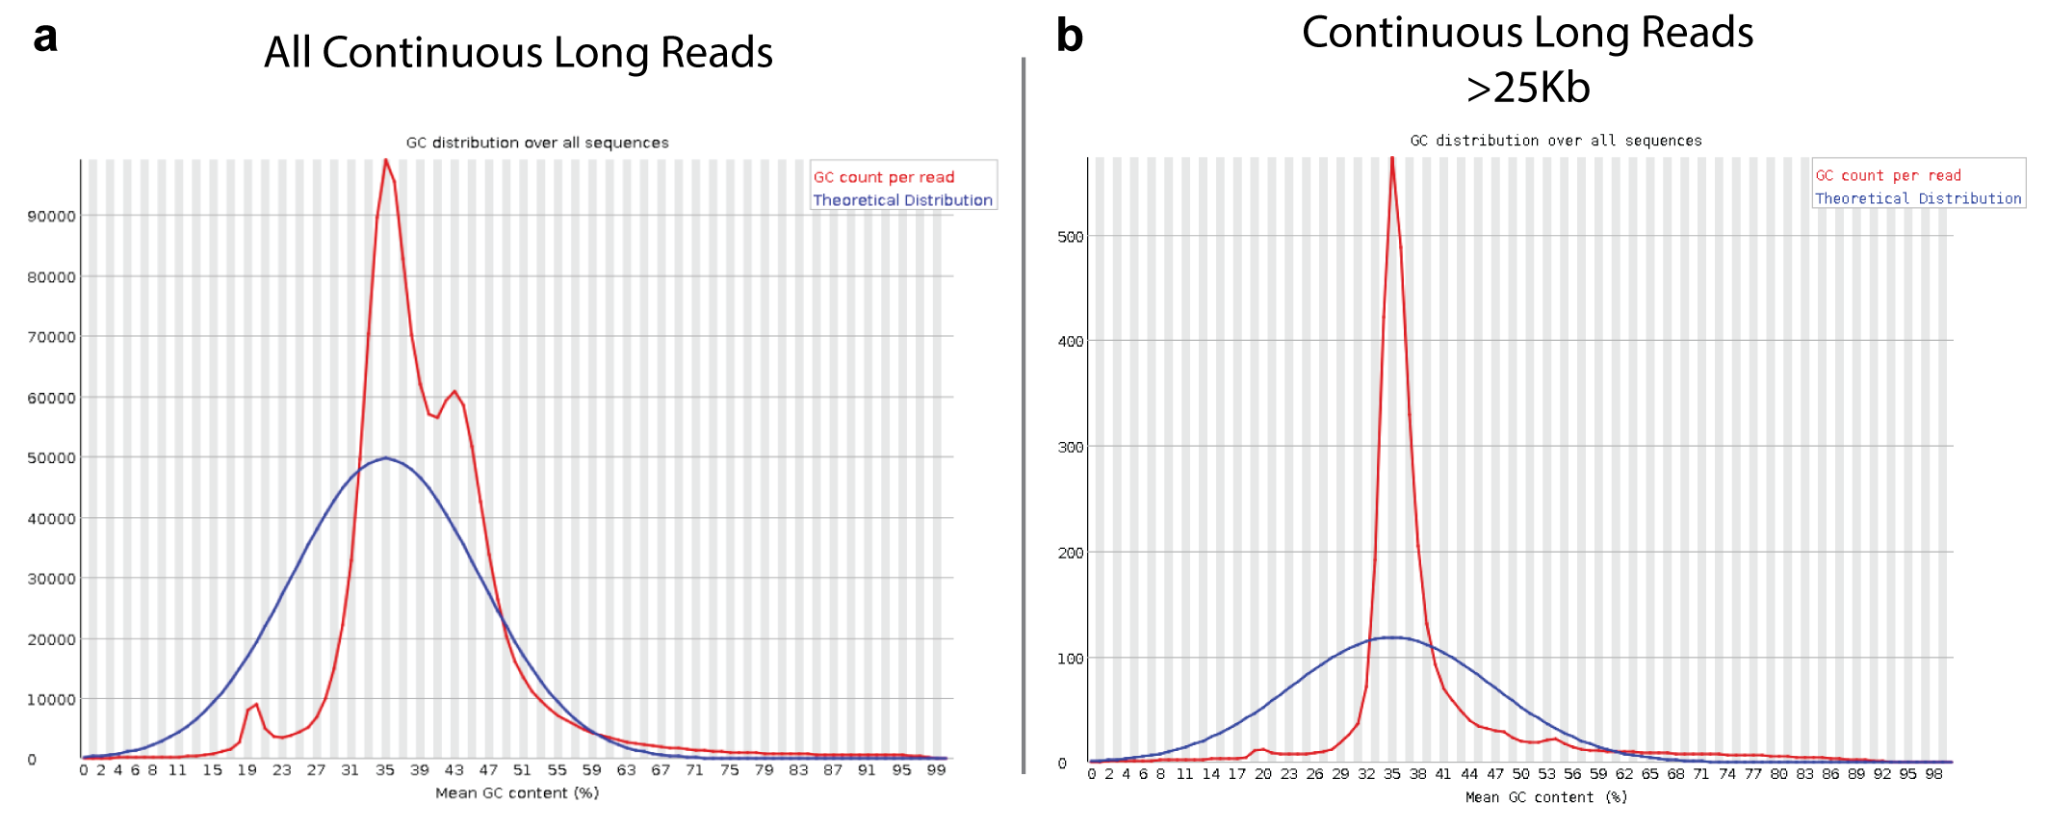 a
All Continuous Long Reads
GC distribution over all sequences
GC count per read
Theoretical Distribution
90000
80000
70000
60000
50000
40000
30000
20000
10000
0
0 2 4 6 8 11 15 19 23 27 31 35 39 43 47 51 55 59 63 67 71 75 79 83 87 91 95 99
Mean GC content (%)
b
Continuous Long Reads
>25Kb
GC distribution over all sequences
GC count per read
Theoretical Distribution
500
400
300
200
100
0
0 2 4 6 8 11 14 17 20 23 26 29 32 35 38 41 44 47 50 53 56 59 62 65 68 71 74 77 80 83 86 89 92 95 98
Mean GC content (%)